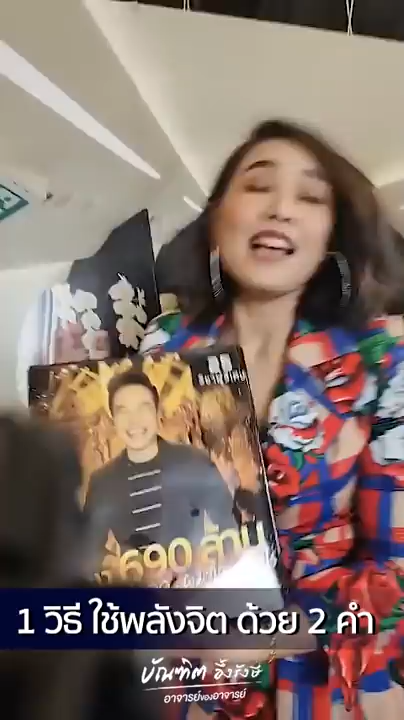 690 ล้าน
1 วิธี ใช้พลังจิต ด้วย 2 คำ
บัณฑิต อึ้งรังษี
อาจารย์ของอาจารย์